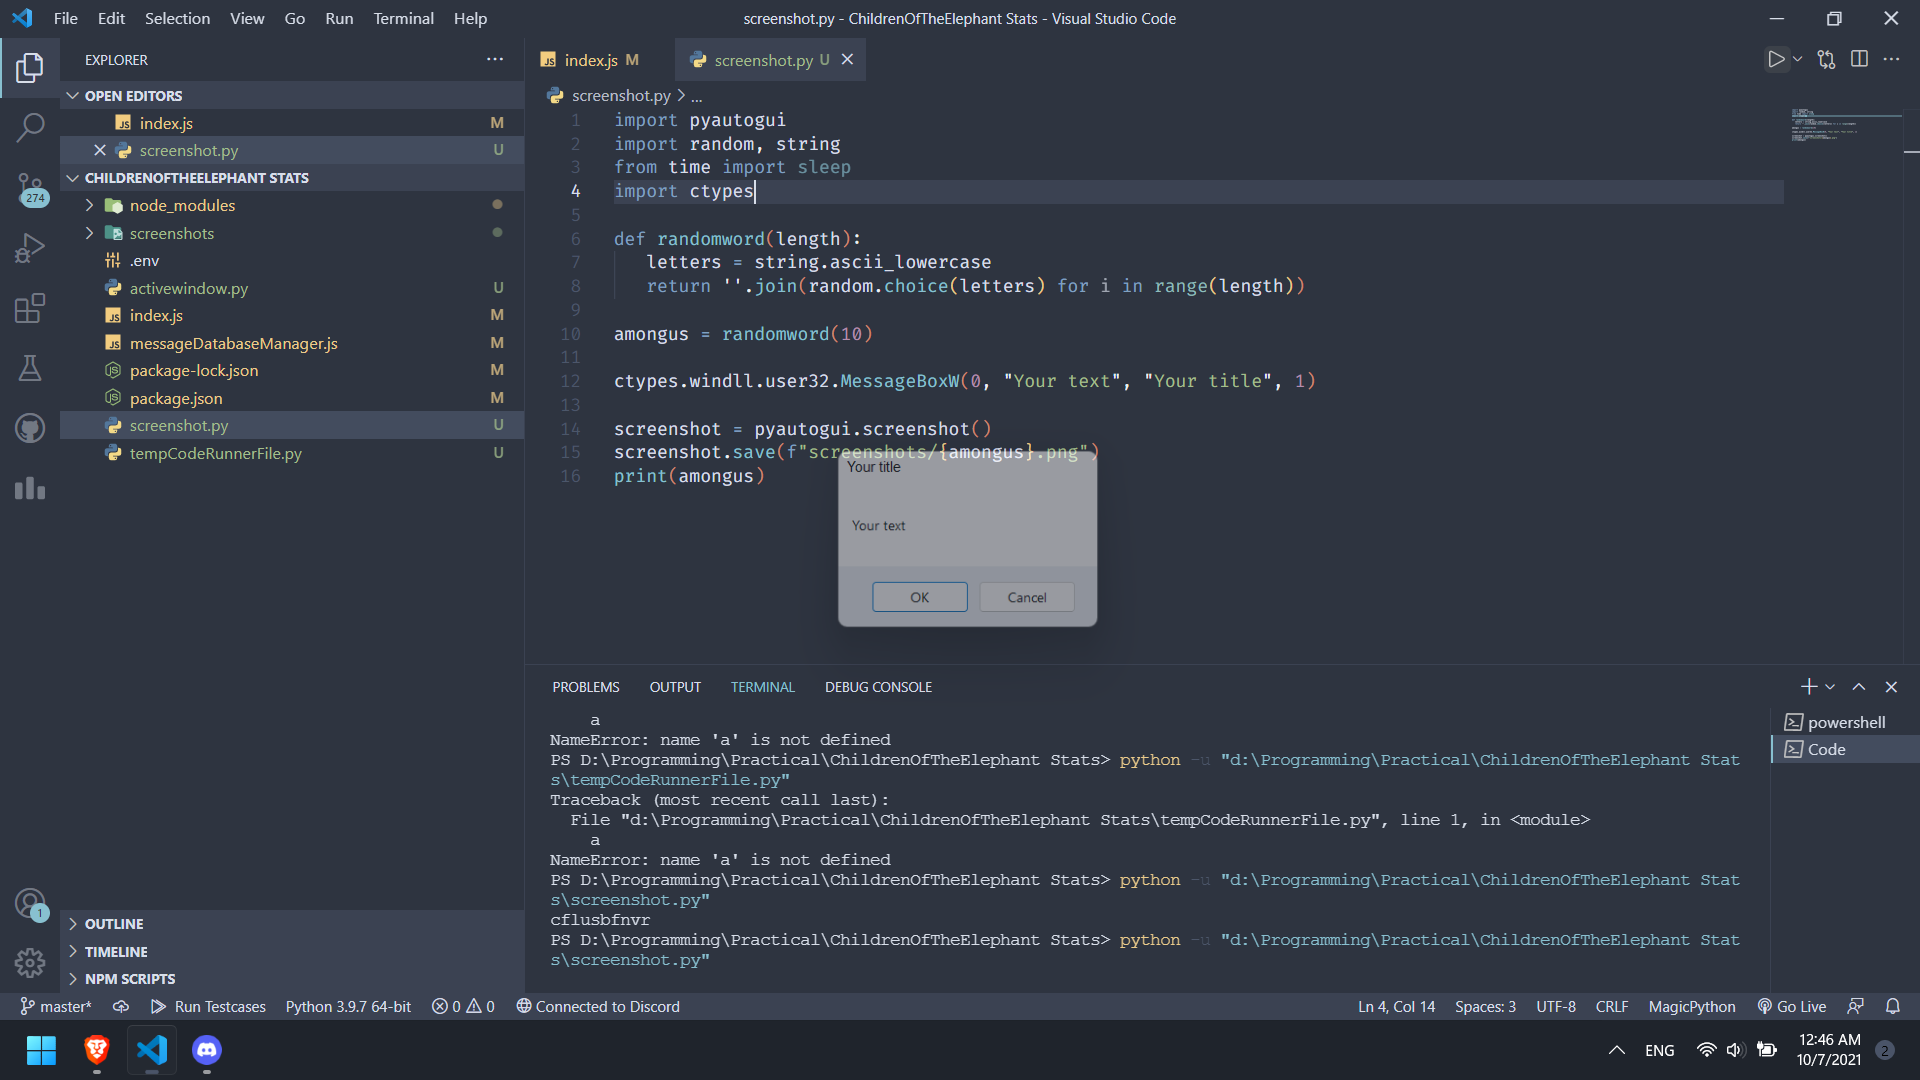 File Edit Selection View Go Run Terminal Help
screenshot.py - ChildrenOfTheElephant Stats - Visual Studio Code
EXPLORER
OPEN EDITORS
index.js M
screenshot.py U
CHILDRENOFTHEELEPHANT STATS
274
node_modules
screenshots
.env
activewindow.py U
index.js M
messageDatabaseManager.js M
package-lock.json M
package.json M
screenshot.py U
tempCodeRunnerFile.py U
1
OUTLINE
TIMELINE
NPM SCRIPTS
index.js M screenshot.py U
screenshot.py > ...
1 import pyautogui
2 import random, string
3 from time import sleep
4 import ctypes
5
6 def randomword(length):
7 letters = string.ascii_lowercase
8 return ''.join(random.choice(letters) for i in range(length))
9
10 amongus = randomword(10)
11
12 ctypes.windll.user32.MessageBoxW(0, "Your text", "Your title", 1)
13
14 screenshot = pyautogui.screenshot()
15 screenshot.save(f"screenshots/{amongus}.png")
16 print(amongus)
Your title
Your text
OK Cancel
PROBLEMS OUTPUT TERMINAL DEBUG CONSOLE
a
NameError: name 'a' is not defined
PS D:\Programming\Practical\ChildrenOfTheElephant Stats> python -u "d:\Programming\Practical\ChildrenOfTheElephant Stat
s\tempCodeRunnerFile.py"
Traceback (most recent call last):
File "d:\Programming\Practical\ChildrenOfTheElephant Stats\tempCodeRunnerFile.py", line 1, in <module>
a
NameError: name 'a' is not defined
PS D:\Programming\Practical\ChildrenOfTheElephant Stats> python -u "d:\Programming\Practical\ChildrenOfTheElephant Stat
s\screenshot.py"
cflusbfnvr
PS D:\Programming\Practical\ChildrenOfTheElephant Stats> python -u "d:\Programming\Practical\ChildrenOfTheElephant Stat
s\screenshot.py"
powershell
Code
master* Run Testcases Python 3.9.7 64-bit 0 0 Connected to Discord
Ln 4, Col 14 Spaces: 3 UTF-8 CRLF MagicPython Go Live
ENG
12:46 AM
10/7/2021
2